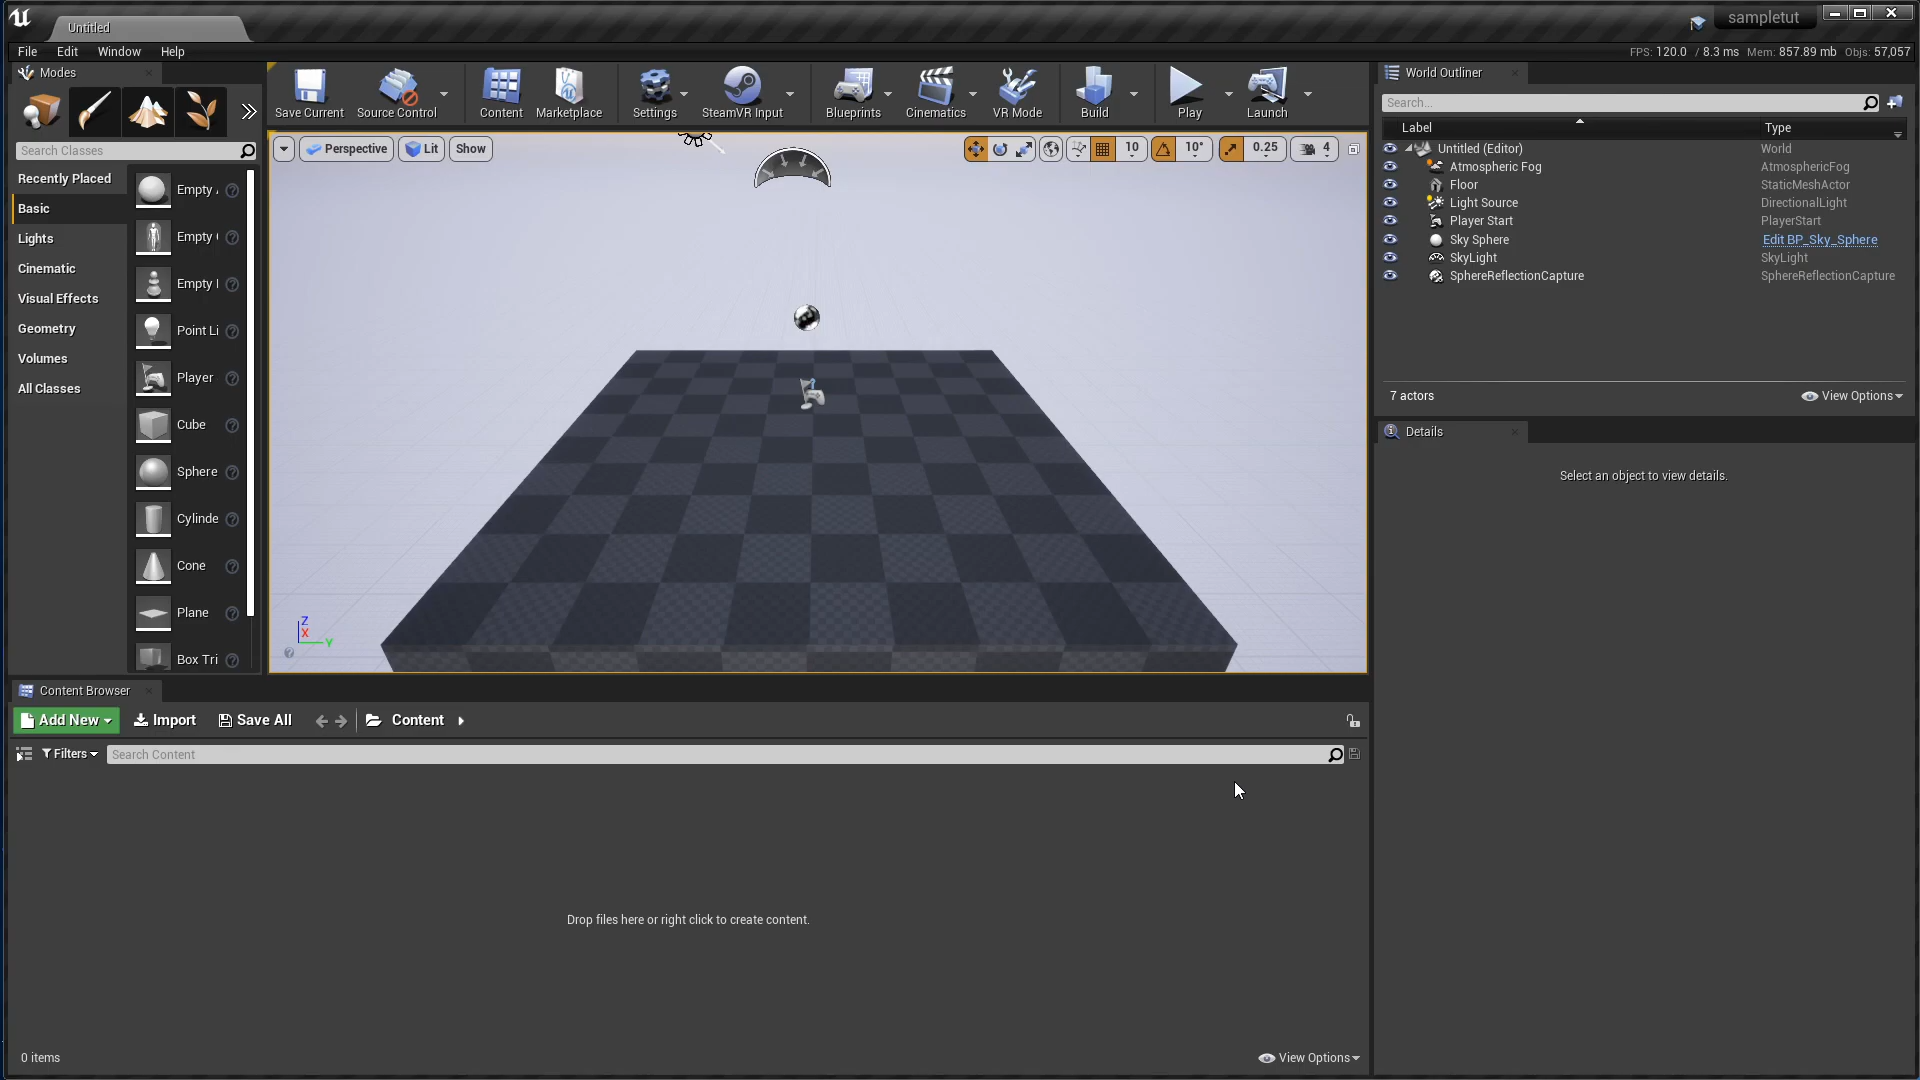 Untitled
sampletut
File Edit Window Help
FPS: 120.0 / 8.3 ms Mem: 857.89 mb Objs: 57,057
Modes
Search Classes
Recently Placed
Basic
Lights
Cinematic
Visual Effects
Geometry
Volumes
All Classes
Empty
Empty
Empty
Point Li
Player
Cube
Sphere
Cylinde
Cone
Plane
Box Tri
Save Current Source Control Content Marketplace Settings SteamVR Input Blueprints Cinematics VR Mode Build Play Launch
Perspective Lit Show
10 10° 0.25 4
Z
X
Y
World Outliner
Search...
Label Type
Untitled (Editor) World
Atmospheric Fog AtmosphericFog
Floor StaticMeshActor
Light Source DirectionalLight
Player Start PlayerStart
Sky Sphere Edit BP_Sky_Sphere
SkyLight SkyLight
SphereReflectionCapture SphereReflectionCapture
7 actors View Options
Details
Select an object to view details.
Content Browser
Add New Import Save All Content
Filters Search Content
Drop files here or right click to create content.
0 items View Options